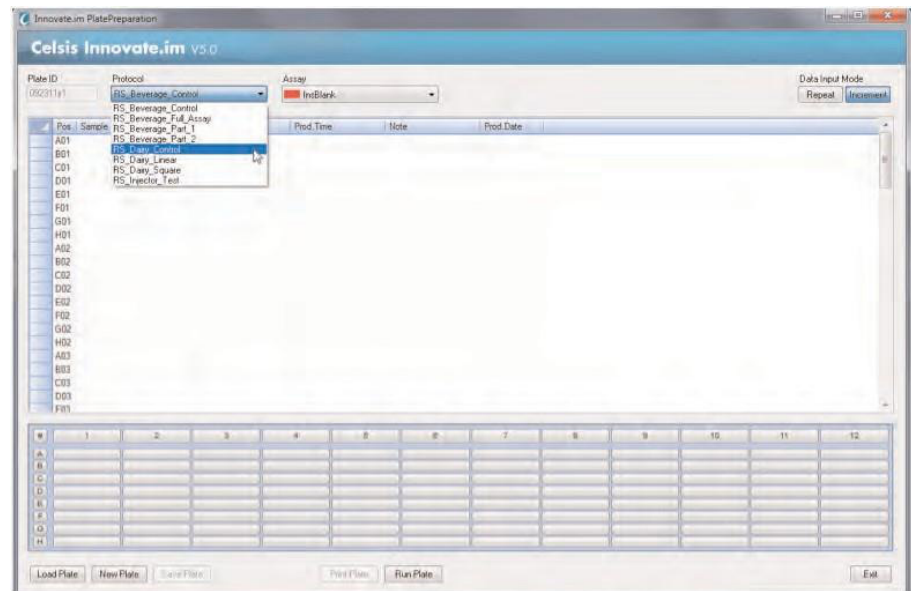 Innovate.im PlatePreparation
Celsis Innovate.im V5.0
Plate ID Protocol Assay Data Input Mode
RS_Beverage_Control InstBlank Repeat Increment
RS_Beverage_Control
RS_Beverage_Full_Assay
RS_Beverage_Part_1
RS_Beverage_Part_2
RS_Dairy_Control
RS_Dairy_Linear
RS_Dairy_Square
RS_Injector_Test
Pos Sample Prod.Time Note Prod.Date
A01
B01
C01
D01
E01
F01
G01
H01
A02
B02
C02
D02
E02
F02
G02
H02
A03
B03
C03
D03
E03
# 1 2 3 4 5 6 7 8 9 10 11 12
A
B
C
D
E
F
G
H
Load Plate New Plate Save Plate Print Plate Run Plate Exit